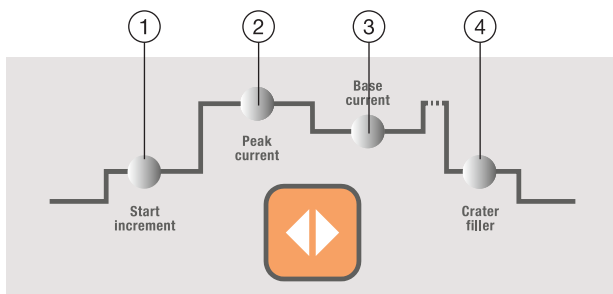 1
2
3
4
Base
current
Peak
current
Start
increment
Crater
filler